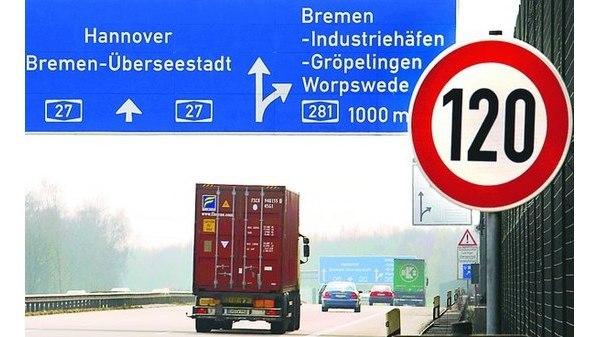 Hannover
Bremen-Überseestadt
27
27
Bremen
-Industriehäfen
-Gröpelingen
Worpswede
281 1000 m
120